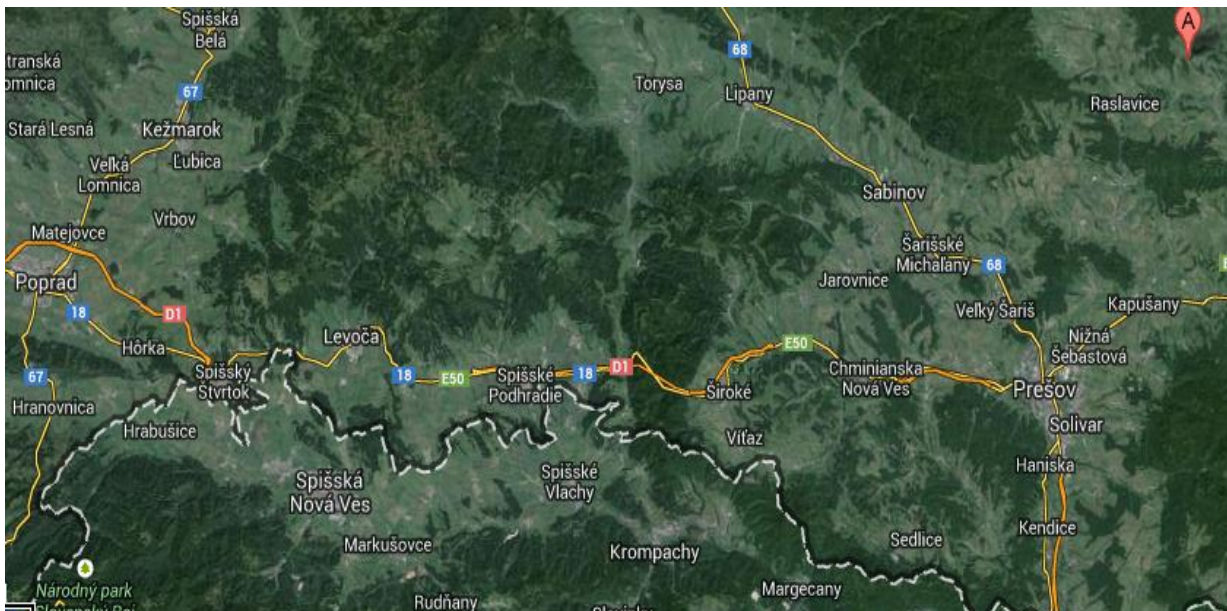 Spišská
Belá
68
A
transká
omnica
67
Torysa
Lipany
Raslavice
Stará Lesná
Kežmarok
Ľubica
Veľká
Lomnica
Sabinov
Vrbov
Matejovce
Šarišské
Michaľany
68
Jarovnice
Poprad
18
D1
Veľký Šariš
Kapušany
Hôrka
Levoča
Nižná
Šebastová
E50
Spišský
Štvrtok
67
18
E50
Spišské
Podhradie
18
D1
Široké
Chminianska
Nová Ves
Prešov
Hranovnica
Hrabušice
Víťaz
Solivar
Spišská
Nová Ves
Spišské
Vlachy
Haniska
Markušovce
Krompachy
Sedlice
Kendice
Národný park
Margecany
Rudňany